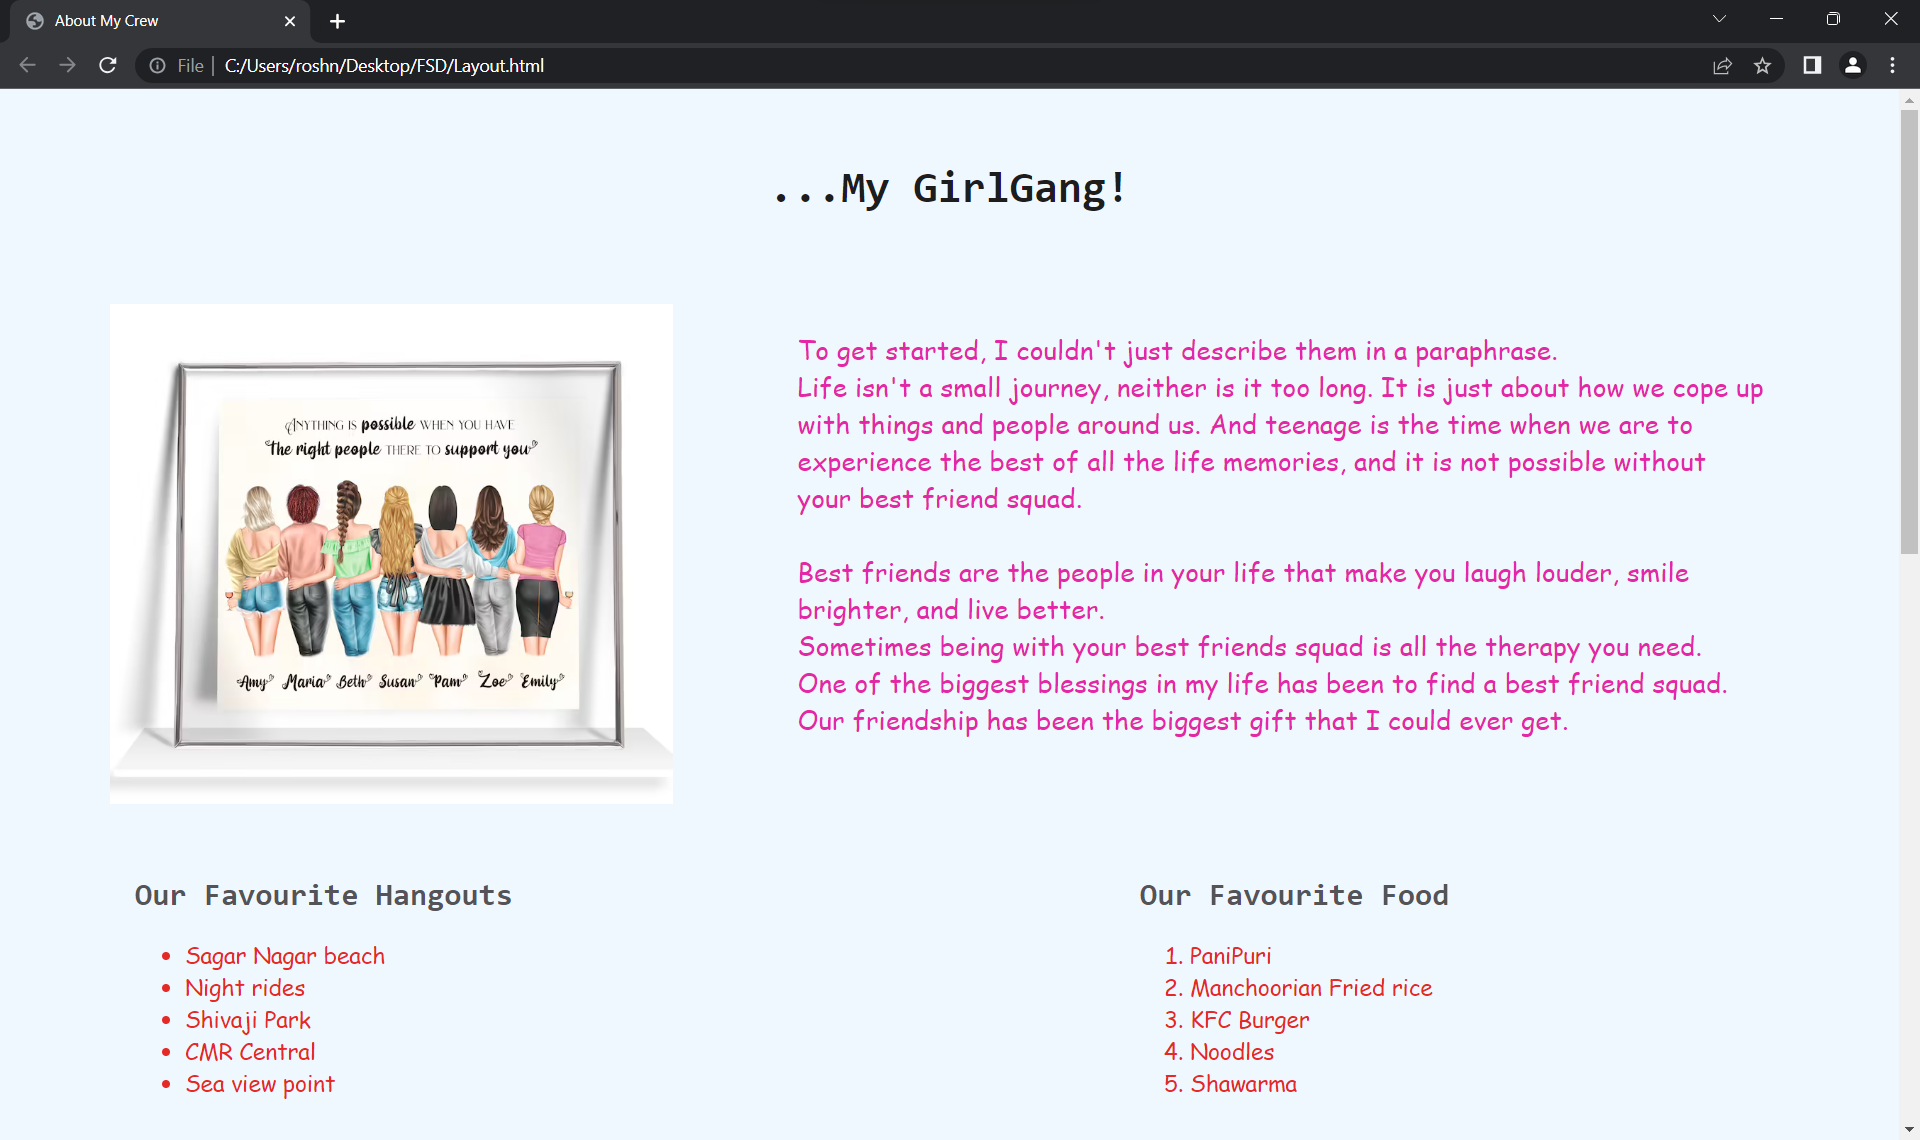 About My Crew
File
C:/Users/roshn/Desktop/FSD/Layout.html
...My GirlGang!
ANYTHING IS possible WHEN YOU HAVE
The right people THERE TO support you
Amy Maria Beth Susan Pam Zoe Emily
To get started, I couldn't just describe them in a paraphrase.
Life isn't a small journey, neither is it too long. It is just about how we cope up
with things and people around us. And teenage is the time when we are to
experience the best of all the life memories, and it is not possible without
your best friend squad.
Best friends are the people in your life that make you laugh louder, smile
brighter, and live better.
Sometimes being with your best friends squad is all the therapy you need.
One of the biggest blessings in my life has been to find a best friend squad.
Our friendship has been the biggest gift that I could ever get.
Our Favourite Hangouts
• Sagar Nagar beach
• Night rides
• Shivaji Park
• CMR Central
• Sea view point
Our Favourite Food
1. PaniPuri
2. Manchoorian Fried rice
3. KFC Burger
4. Noodles
5. Shawarma